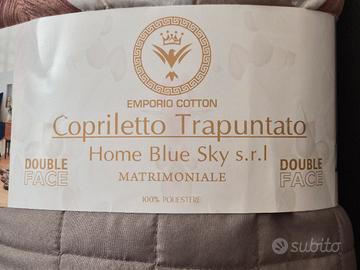 EMPORIO COTTON
Copriletto Trapuntato
Home Blue Sky s.r.l
MATRIMONIALE
DOUBLE
FACE
DOUBLE
FACE
100% POLIESTERE
subito